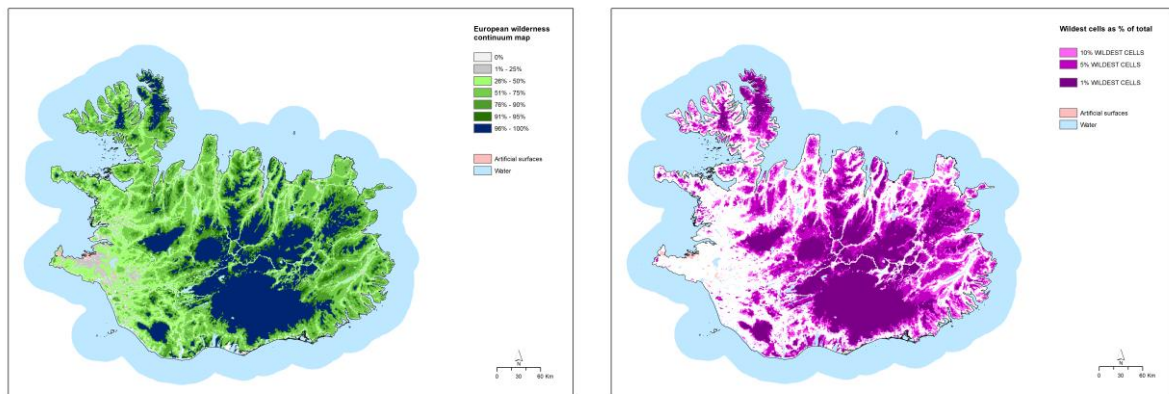 European wilderness
continuum map
0%
1% - 25%
26% - 50%
51% - 75%
76% - 90%
91% - 95%
96% - 100%
Artificial surfaces
Water
N
0 30 60 Km
Wildest cells as % of total
10% WILDEST CELLS
5% WILDEST CELLS
1% WILDEST CELLS
Artificial surfaces
Water
N
0 30 60 Km